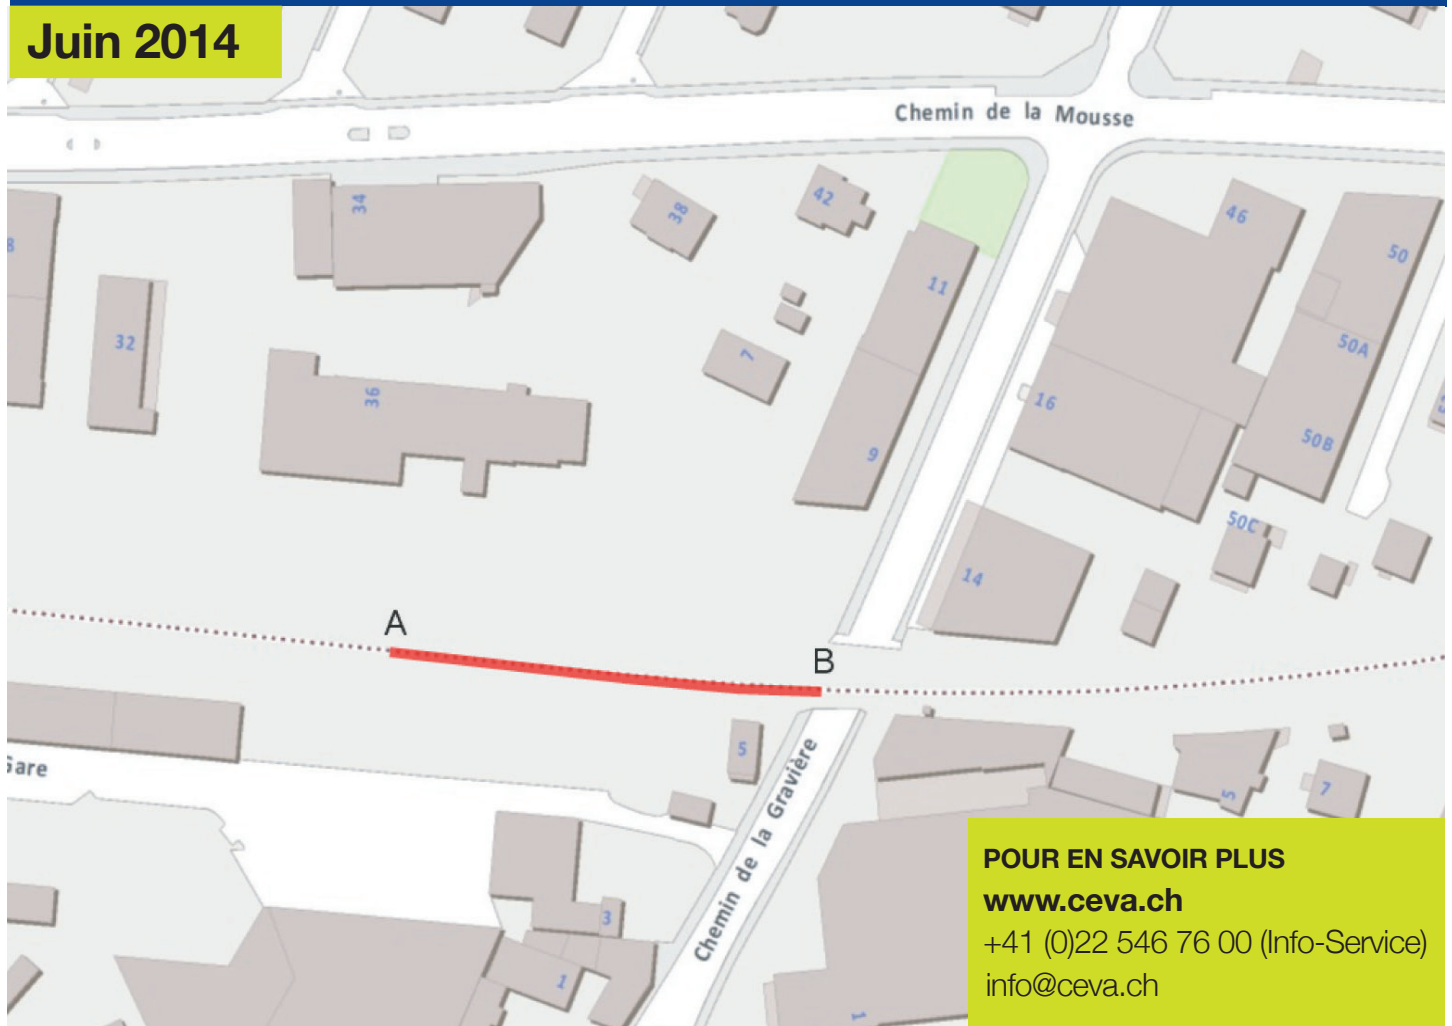 Juin 2014
Chemin de la Mousse
34
38
42
46
8
11
50
32
7
50A
36
16
9
50B
50C
14
A
B
5
Chemin de la Gravière
5
7
3
1
1
POUR EN SAVOIR PLUS
www.ceva.ch
+41 (0)22 546 76 00 (Info-Service)
info@ceva.ch